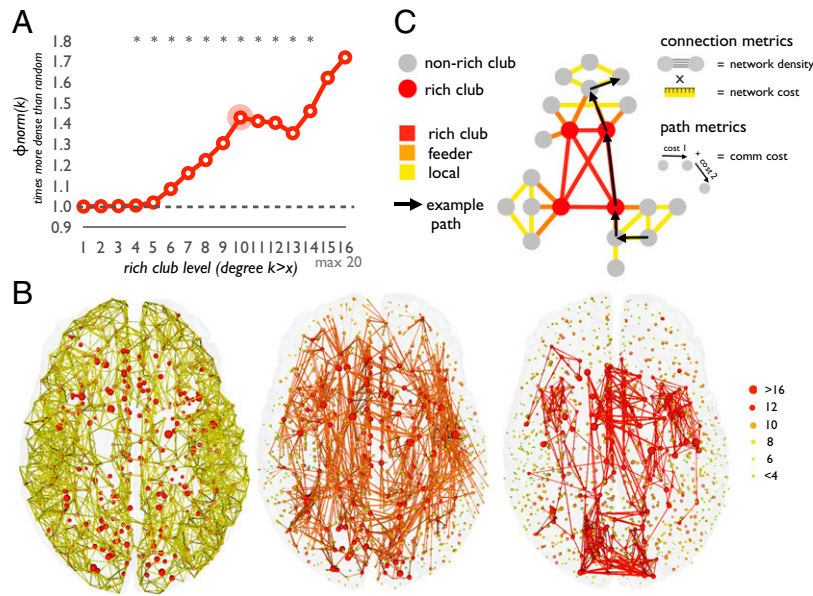 A
ϕnorm(k)
times more dense than random
1.8
1.7
1.6
1.5
1.4
1.3
1.2
1.1
1.0
0.9
* * * * * * * * * * *
1 2 3 4 5 6 7 8 9 10 11 12 13 14 15 16
rich club level (degree k>x)
max 20
C
non-rich club
rich club
rich club
feeder
local
example
path
connection metrics
= network density
x
= network cost
path metrics
cost 1
+
cost 2
= comm cost
B
>16
12
10
8
6
<4